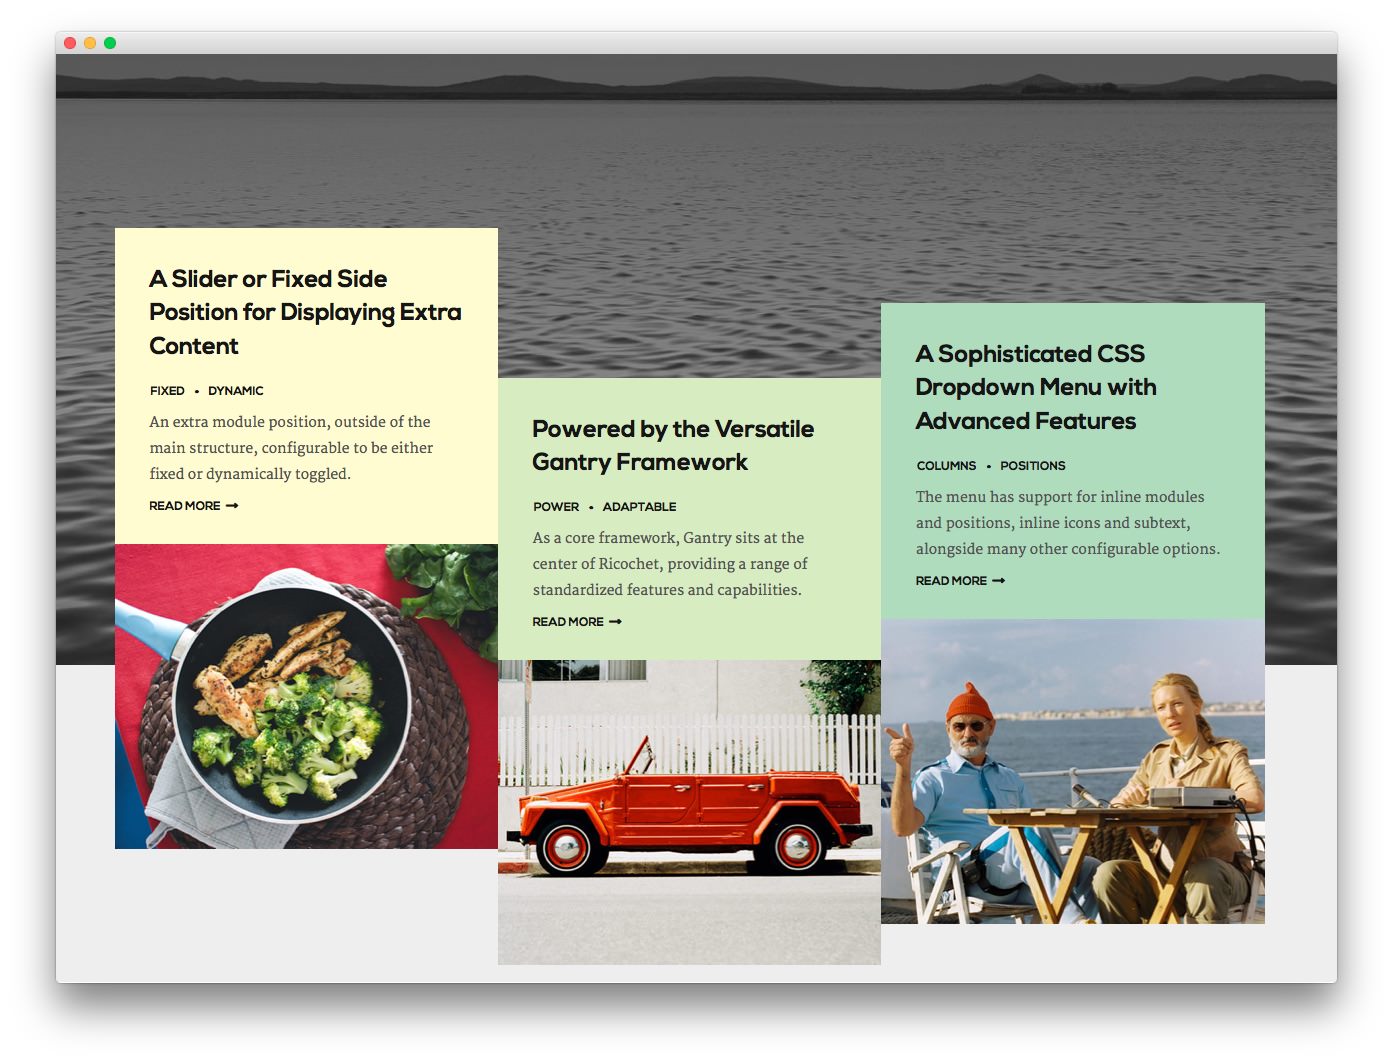 A Slider or Fixed Side
Position for Displaying Extra
Content
FIXED • DYNAMIC
An extra module position, outside of the
main structure, configurable to be either
fixed or dynamically toggled.
READ MORE →
Powered by the Versatile
Gantry Framework
POWER • ADAPTABLE
As a core framework, Gantry sits at the
center of Ricochet, providing a range of
standardized features and capabilities.
READ MORE →
A Sophisticated CSS
Dropdown Menu with
Advanced Features
COLUMNS • POSITIONS
The menu has support for inline modules
and positions, inline icons and subtext,
alongside many other configurable options.
READ MORE →